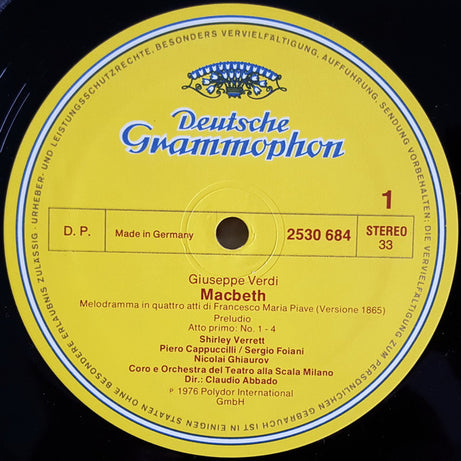 BESONDERS VERVIELFÄLTIGUNG, AUFFÜHRUNG, SENDUNG VORBEHALTEN. DIE VERVIELFÄLTIGUNG ZUM PERSÖNLICHEN GEBRAUCH IST IN EINIGEN STAATEN OHNE BESONDERE ERLAUBNIS ZULÄSSIG · URHEBER- UND LEISTUNGSSCHUTZRECHTE,
Deutsche
Grammophon
1
D. P. Made in Germany 2530 684 STEREO
33
Giuseppe Verdi
Macbeth
Melodramma in quattro atti di Francesco Maria Piave (Versione 1865)
Preludio
Atto primo: No. 1 - 4
Shirley Verrett
Piero Cappuccilli / Sergio Foiani
Nicolai Ghiaurov
Coro e Orchestra del Teatro alla Scala Milano
Dir.: Claudio Abbado
℗ 1976 Polydor International
GmbH